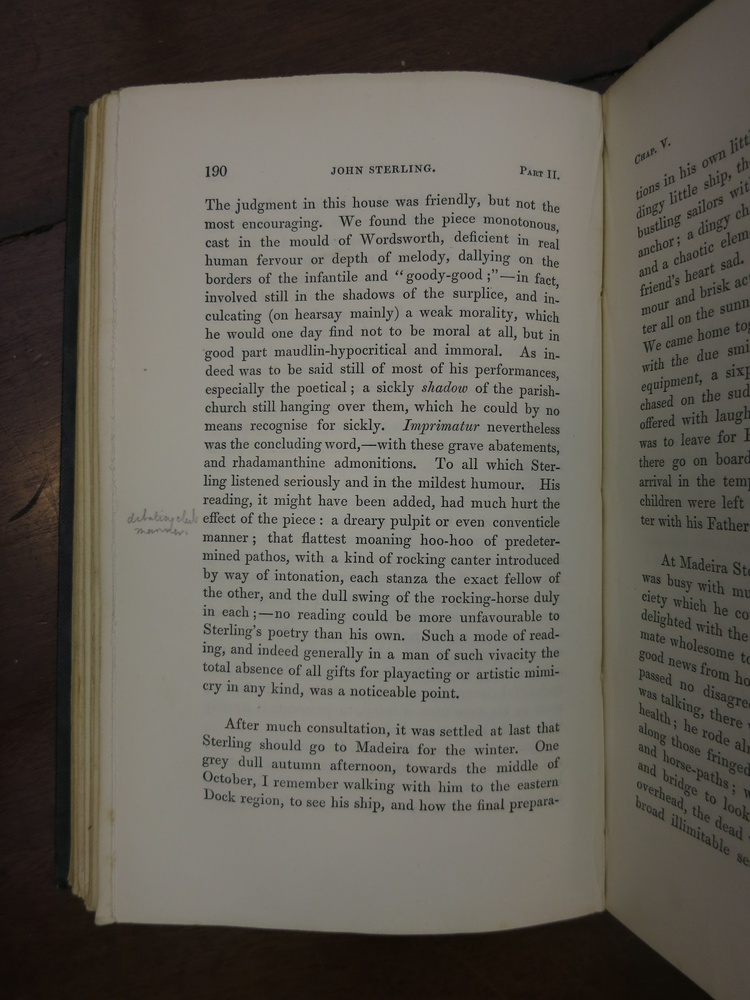 190 JOHN STERLING. PART II.
The judgment in this house was friendly, but not the
most encouraging. We found the piece monotonous,
cast in the mould of Wordsworth, deficient in real
human fervour or depth of melody, dallying on the
borders of the infantile and “goody-good;”—in fact,
involved still in the shadows of the surplice, and in-
culcating (on hearsay mainly) a weak morality, which
he would one day find not to be moral at all, but in
good part maudlin-hypocritical and immoral. As in-
deed was to be said still of most of his performances,
especially the poetical; a sickly shadow of the parish-
church still hanging over them, which he could by no
means recognise for sickly. Imprimatur nevertheless
was the concluding word,—with these grave abatements,
and rhadamanthine admonitions. To all which Ster-
ling listened seriously and in the mildest humour. His
reading, it might have been added, had much hurt the
effect of the piece: a dreary pulpit or even conventicle
manner; that flattest moaning hoo-hoo of predeter-
mined pathos, with a kind of rocking canter introduced
by way of intonation, each stanza the exact fellow of
the other, and the dull swing of the rocking-horse duly
in each;—no reading could be more unfavourable to
Sterling's poetry than his own. Such a mode of read-
ing, and indeed generally in a man of such vivacity the
total absence of all gifts for playacting or artistic mimi-
cry in any kind, was a noticeable point.
After much consultation, it was settled at last that
Sterling should go to Madeira for the winter. One
grey dull autumn afternoon, towards the middle of
October, I remember walking with him to the eastern
Dock region, to see his ship, and how the final prepara-
debating club
manner.
CHAP. V.
tions in his own litt
dingy little ship, th
bustling sailors wit
anchor; a dingy ch
and a chaotic elem
friend's heart sad.
mour and brisk ac
ter all on the sunn
We came home tog
with the due smi
equipment, a sixp
chased on the sud
offered with laugh
was to leave for
there go on board
arrival in the temp
children were left
ter with his Father
At Madeira Ste
was busy with mu
ciety which he co
delighted with the
mate wholesome to
good news from ho
passed no disagre
was talking, there
health; he rode al
along those fringed
and horse-paths;
and bridge to look
overhead, the dead
broad illimitable se